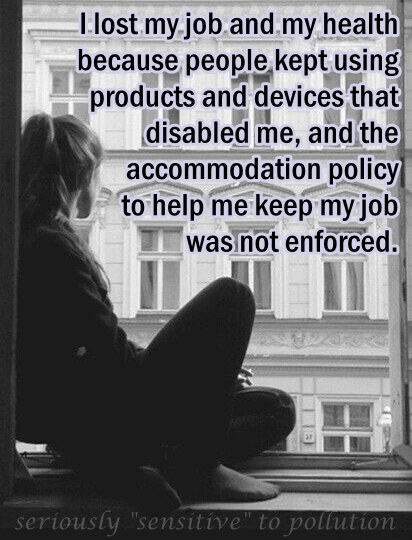 I lost my job and my health
because people kept using
products and devices that
disabled me, and the
accommodation policy
to help me keep my job
was not enforced.
seriously "sensitive" to pollution